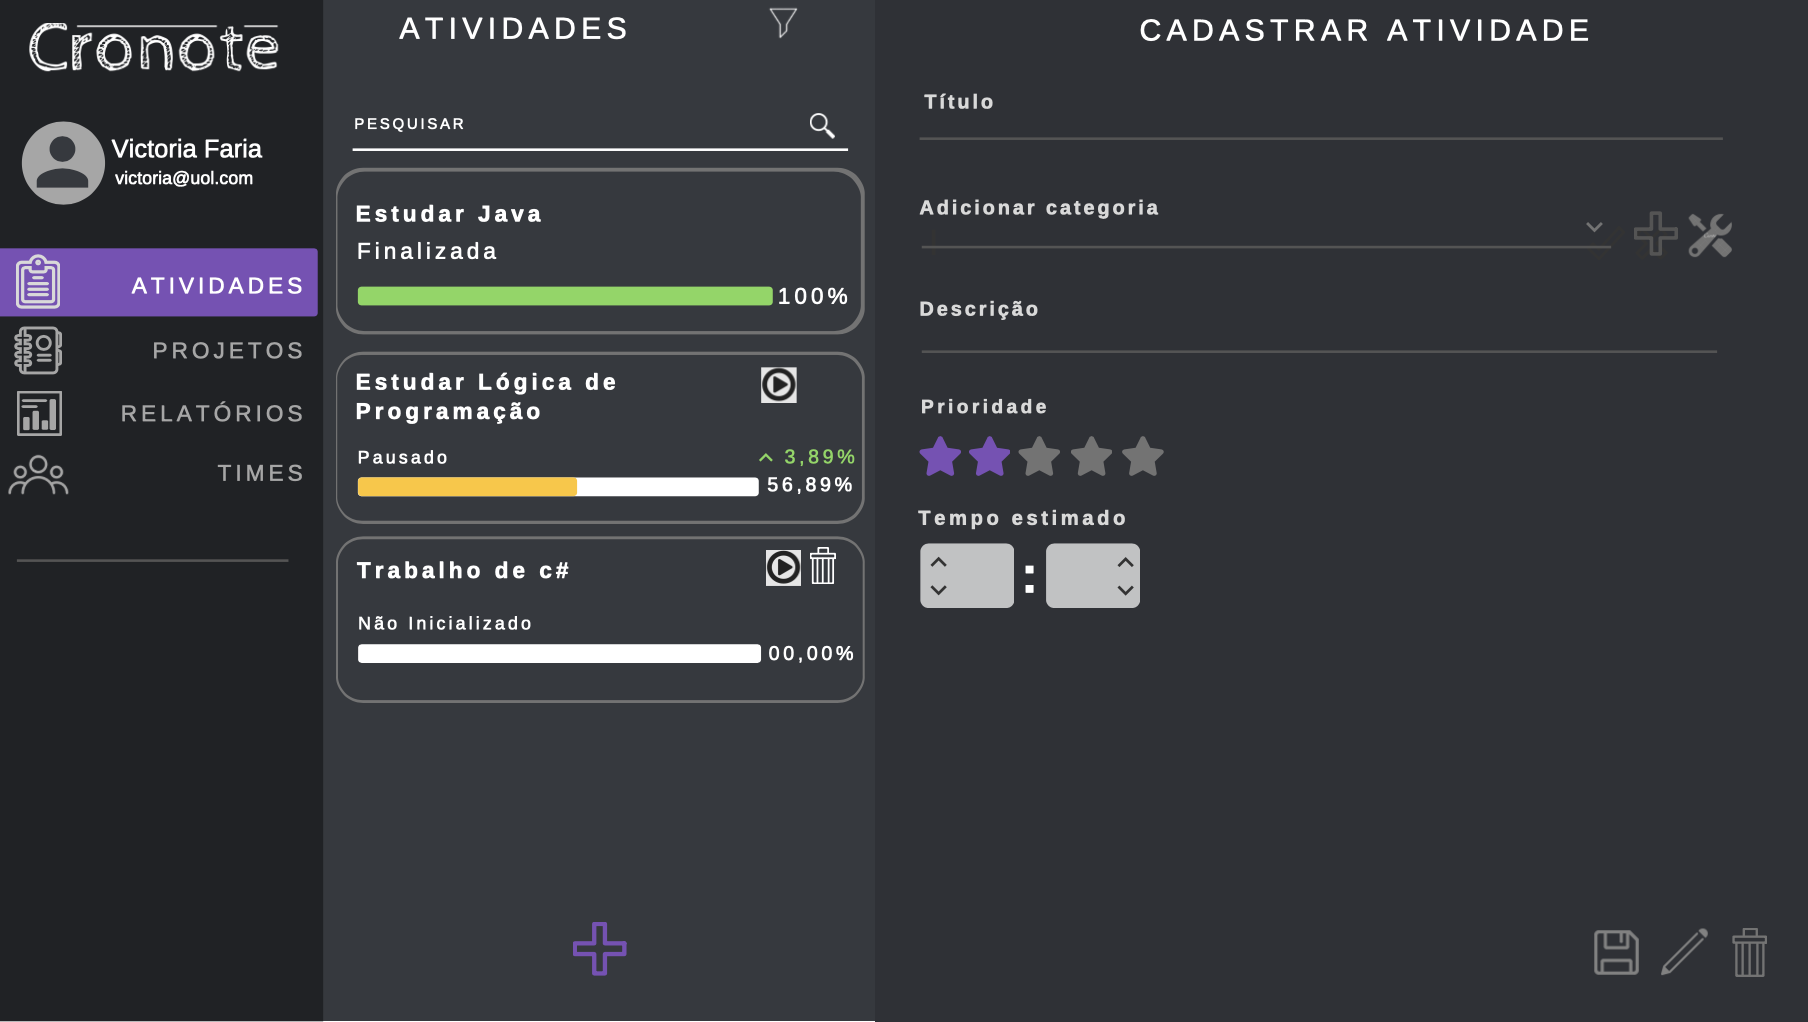 Cronote
Victoria Faria
victoria@uol.com
ATIVIDADES
PROJETOS
RELATÓRIOS
TIMES
ATIVIDADES
PESQUISAR
Estudar Java
Finalizada
100%
Estudar Lógica de
Programação
Pausado
3,89%
56,89%
Trabalho de c#
Não Inicializado
00,00%
CADASTRAR ATIVIDADE
Título
Adicionar categoria
Descrição
Prioridade
Tempo estimado
: